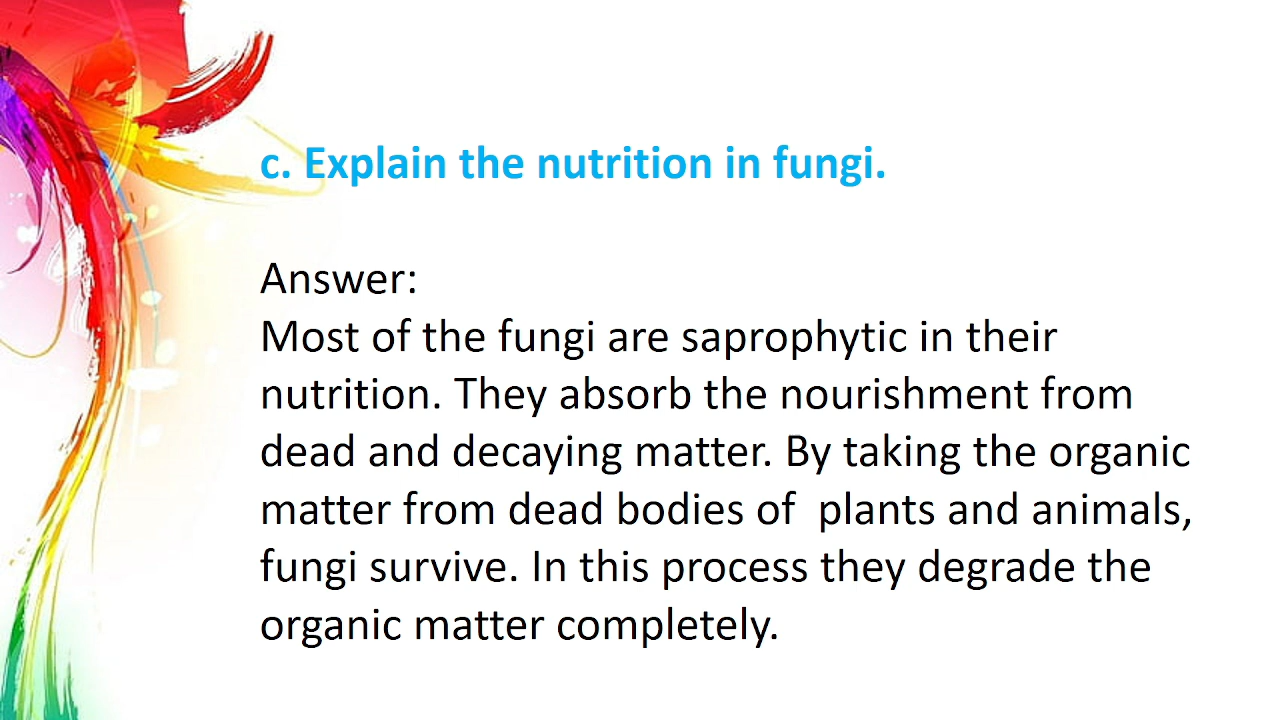 c. Explain the nutrition in fungi.
Answer:
Most of the fungi are saprophytic in their
nutrition. They absorb the nourishment from
dead and decaying matter. By taking the organic
matter from dead bodies of  plants and animals,
fungi survive. In this process they degrade the
organic matter completely.